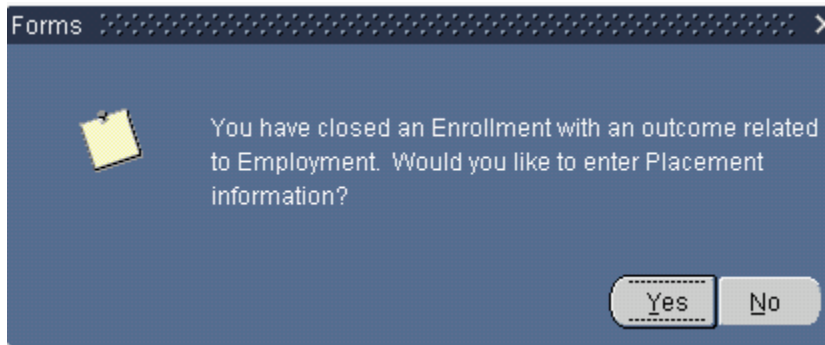 Forms
You have closed an Enrollment with an outcome related
to Employment.  Would you like to enter Placement
information?
Yes No